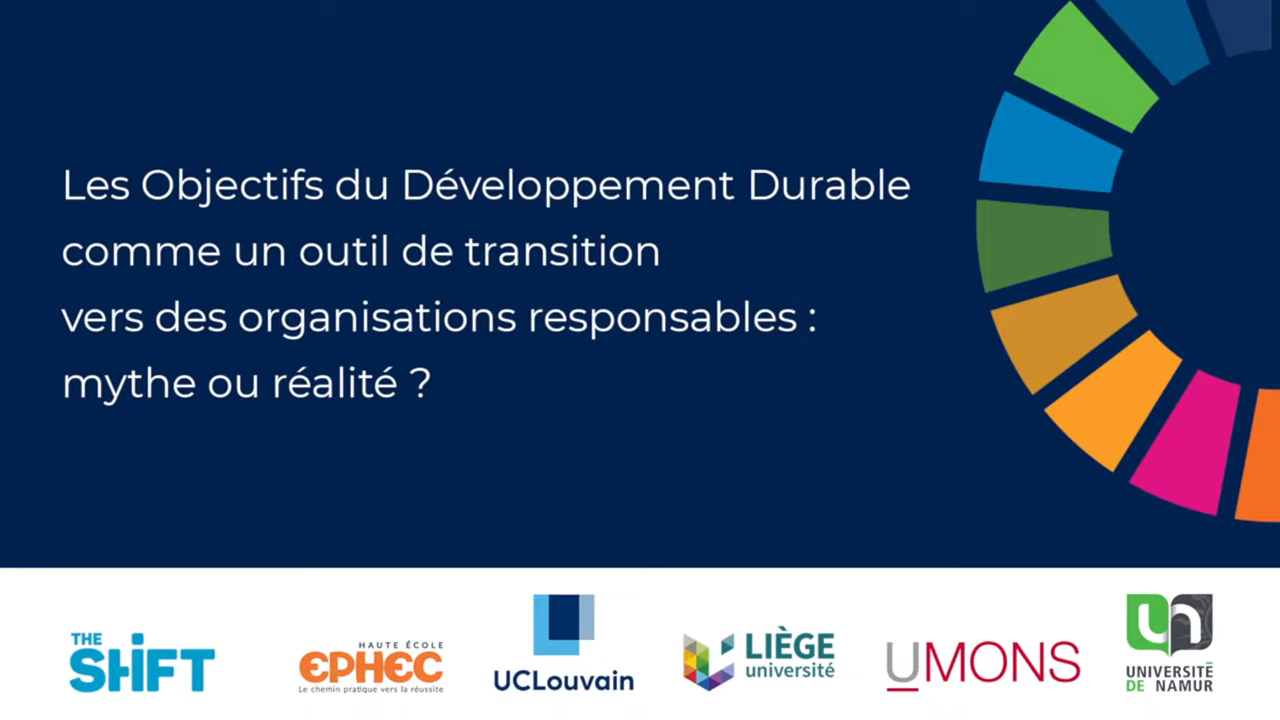 Les Objectifs du Développement Durable
comme un outil de transition
vers des organisations responsables :
mythe ou réalité ?
THE
SHIFT
HAUTE ÉCOLE
EPHEC
Le chemin pratique vers la réussite
UCLouvain
LIÈGE
université
UMONS
un
UNIVERSITÉ
DE NAMUR